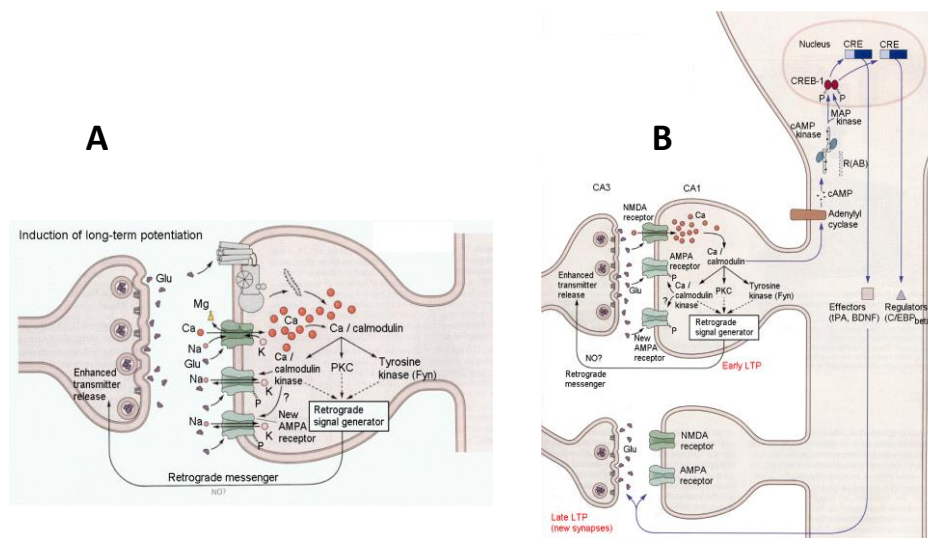 A
Induction of long-term potentiation
Glu
Mg
Ca
Ca
Ca / calmodulin
Na
K
Glu
Ca /
calmodulin
kinase
PKC
Tyrosine
kinase (Fyn)
Enhanced
transmitter
release
Na
K
P
?
Na
New
AMPA
receptor
K
P
Retrograde
signal generator
Retrograde messenger
NO?
B
Nucleus
CRE
CRE
CREB-1
P
P
MAP
kinase
cAMP
kinase
R(AB)
cAMP
Adenylyl
cyclase
CA3
CA1
NMDA
receptor
Ca
Ca /
calmodulin
AMPA
receptor
Enhanced
transmitter
release
Glu
Ca /
calmodulin
kinase
PKC
Tyrosine
kinase (Fyn)
?
P
New
AMPA
receptor
Retrograde
signal generator
NO?
Retrograde
messenger
Early LTP
Effectors
(tPA, BDNF)
Regulators
(C/EBP beta)
Glu
NMDA
receptor
AMPA
receptor
Late LTP
(new synapses)